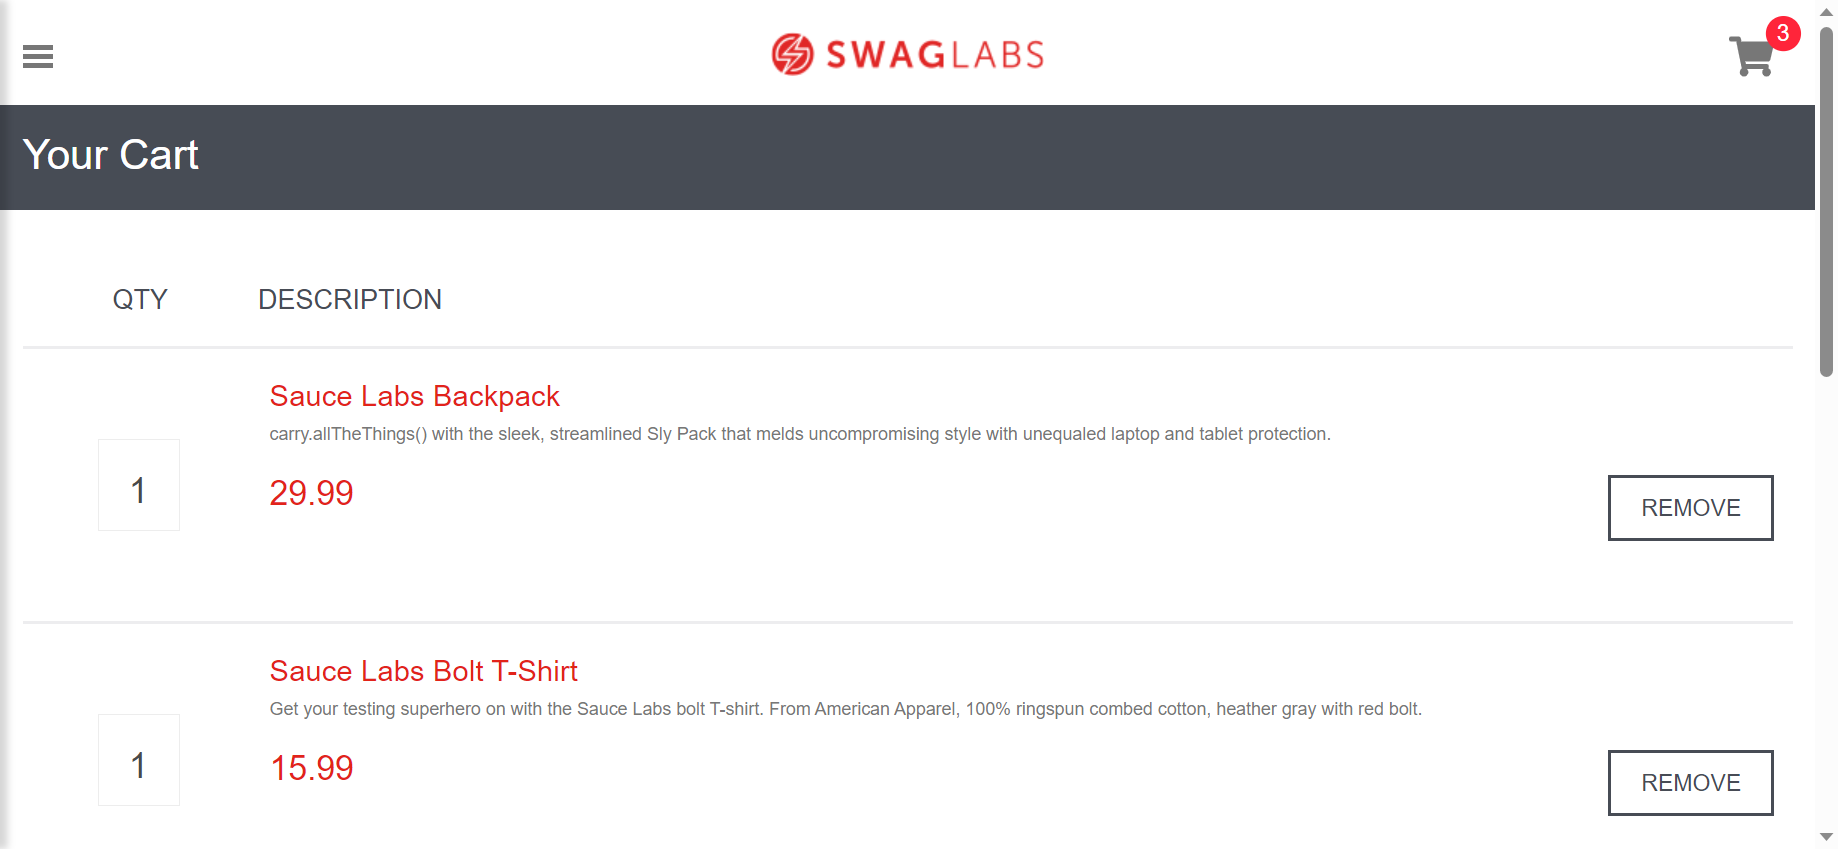 SWAGLABS
3
Your Cart
QTY DESCRIPTION
Sauce Labs Backpack
carry.allTheThings() with the sleek, streamlined Sly Pack that melds uncompromising style with unequaled laptop and tablet protection.
1
29.99
REMOVE
Sauce Labs Bolt T-Shirt
Get your testing superhero on with the Sauce Labs bolt T-shirt. From American Apparel, 100% ringspun combed cotton, heather gray with red bolt.
1
15.99
REMOVE